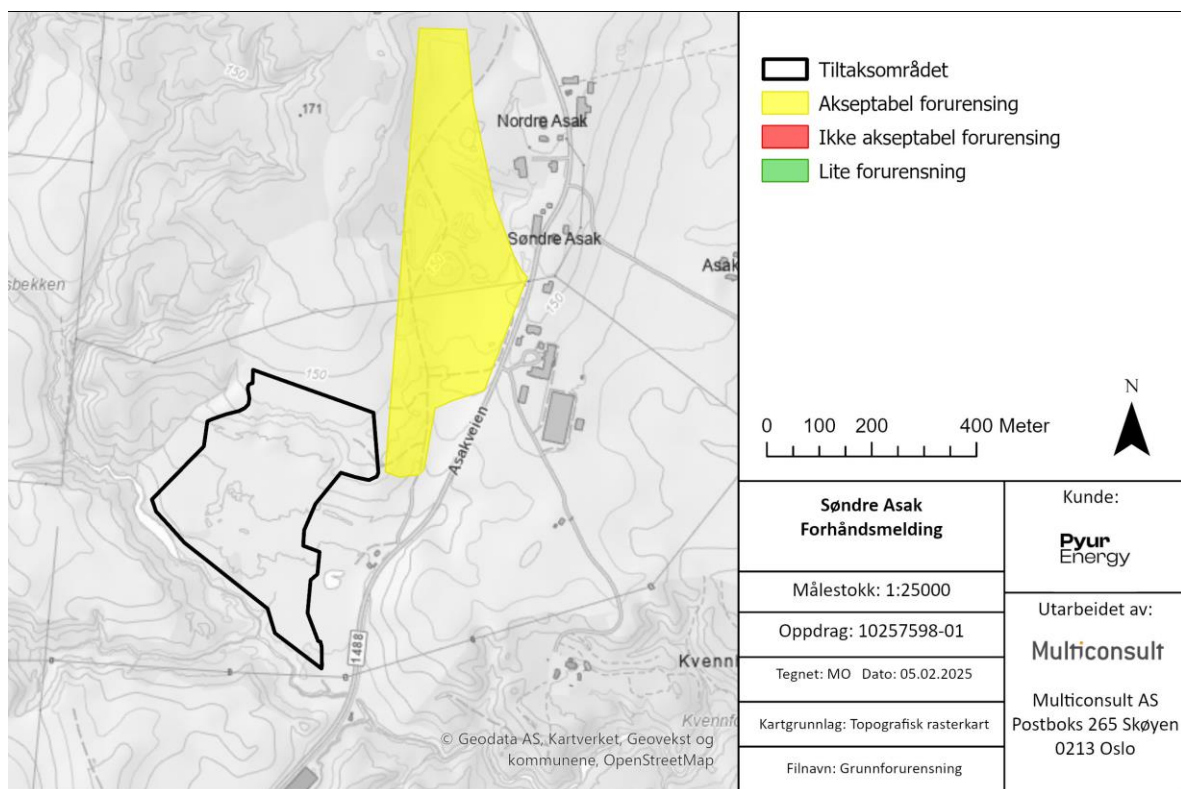 150
171
Nordre Asak
Søndre Asak
Asak
sbekken
150
150
150
Asakveien
1488
Kvenni
Kvennfo
© Geodata AS, Kartverket, Geovekst og
kommunene, OpenStreetMap
Tiltaksområdet
Akseptabel forurensing
Ikke akseptabel forurensing
Lite forurensning
N
0 100 200 400 Meter
Søndre Asak
Forhåndsmelding
Målestokk: 1:25000
Oppdrag: 10257598-01
Tegnet: MO Dato: 05.02.2025
Kartgrunnlag: Topografisk rasterkart
Filnavn: Grunnforurensning
Kunde:
Pyur
Energy
Utarbeidet av:
Multiconsult
Multiconsult AS
Postboks 265 Skøyen
0213 Oslo